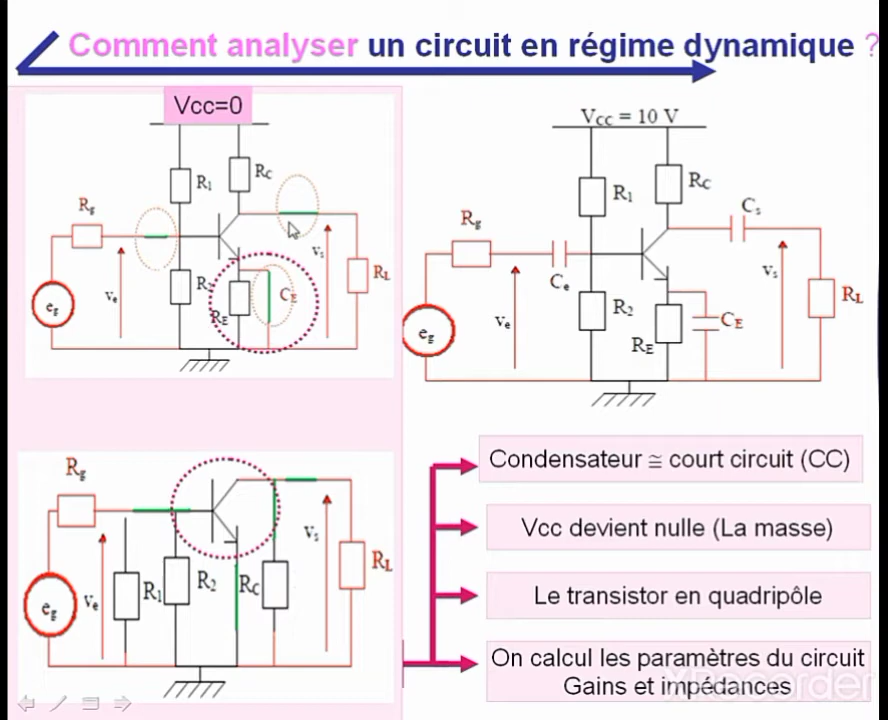 Comment analyser un circuit en régime dynamique ?
Vcc=0
R1
RC
Rg
ve
eg
R2
RE
CE
vs
RL
VCC = 10 V
R1
RC
Cs
Rg
Ce
ve
eg
R2
RE
CE
vs
RL
Rg
ve
eg
R1
R2
RC
vs
RL
Condensateur ≅ court circuit (CC)
Vcc devient nulle (La masse)
Le transistor en quadripôle
On calcul les paramètres du circuit
Gains et impédances
XRecorder